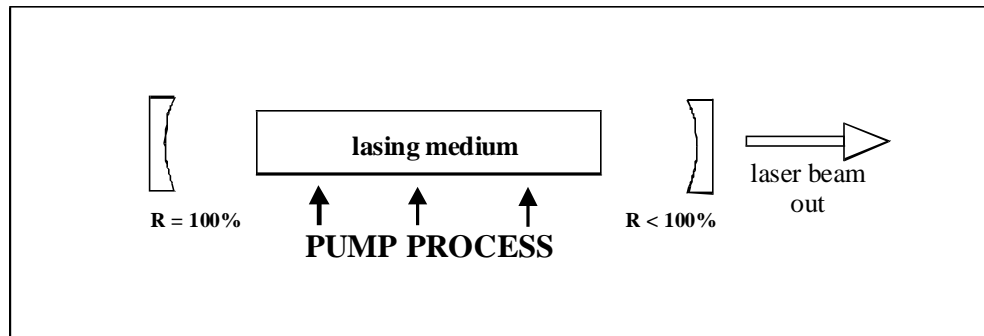 lasing medium
laser beam
out
R = 100%
R < 100%
PUMP PROCESS